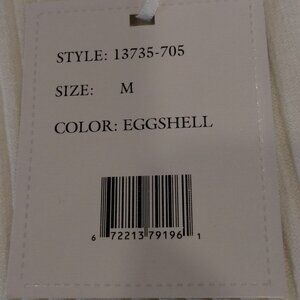 STYLE: 13735-705
SIZE: M
COLOR: EGGSHELL
6 72213 79196 1